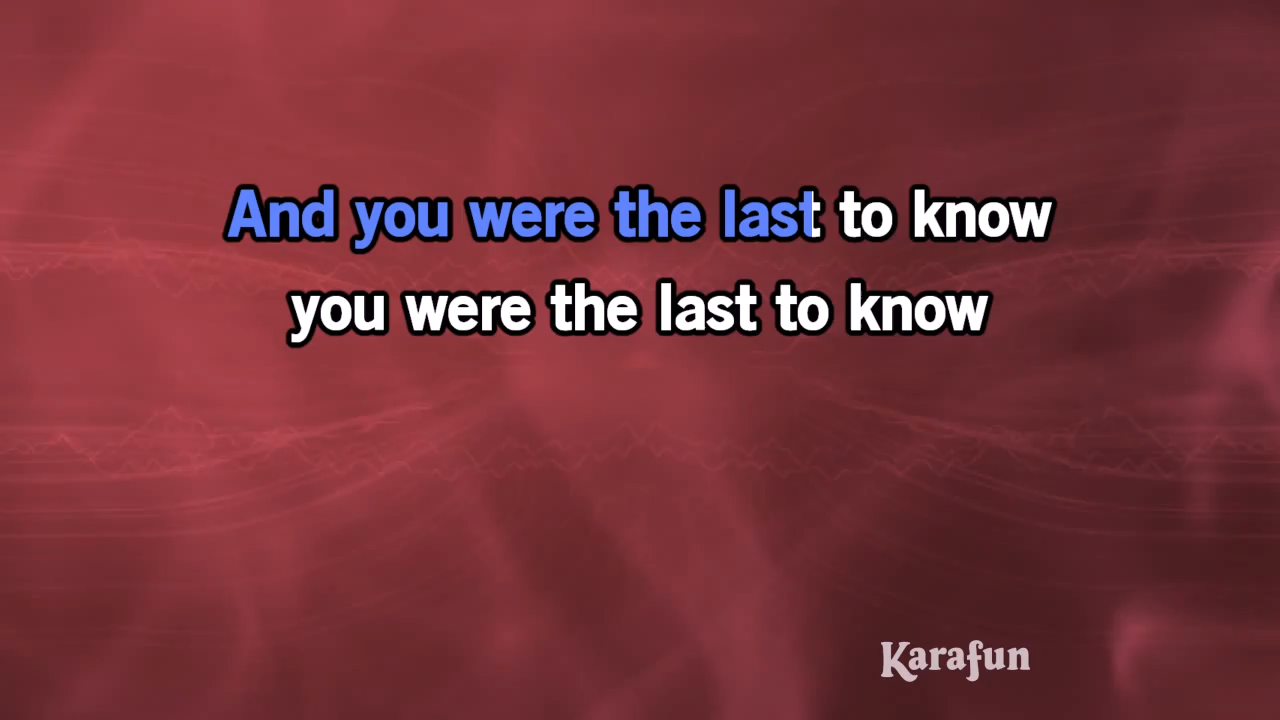 And you were the last to know
you were the last to know
Karafun